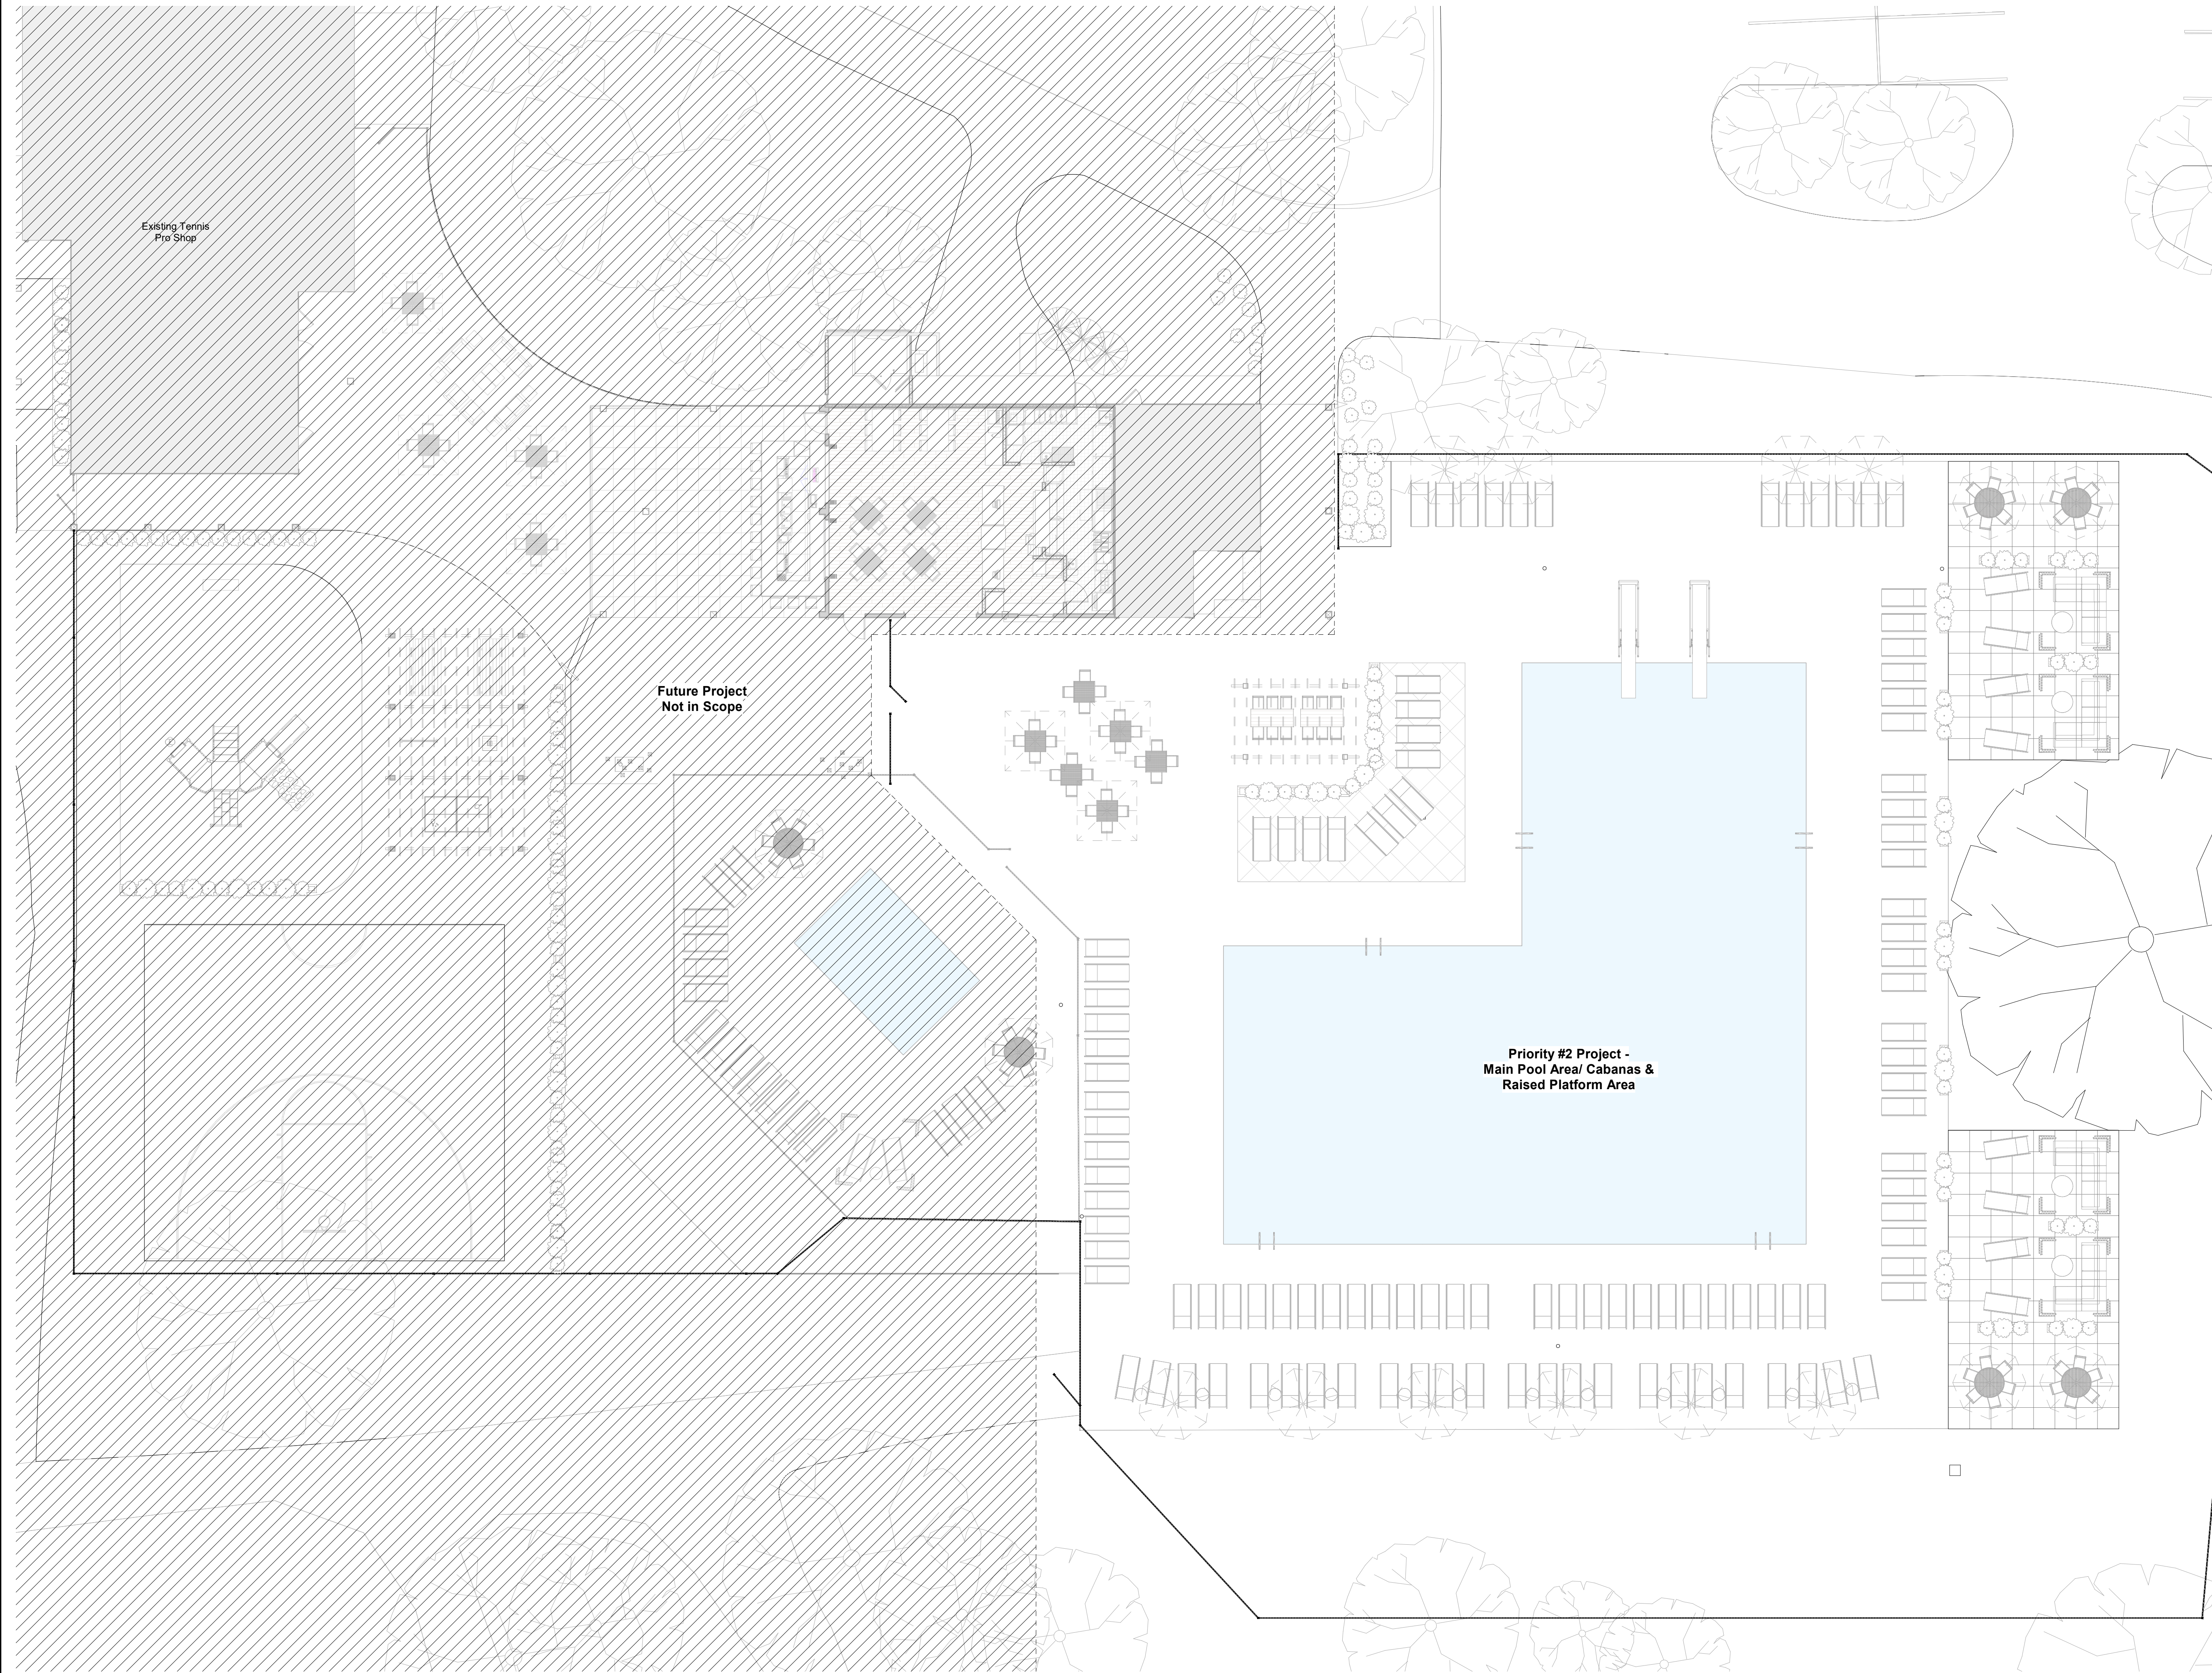 Existing Tennis
Pro Shop
Future Project
Not in Scope
Priority #2 Project -
Main Pool Area/ Cabanas &
Raised Platform Area